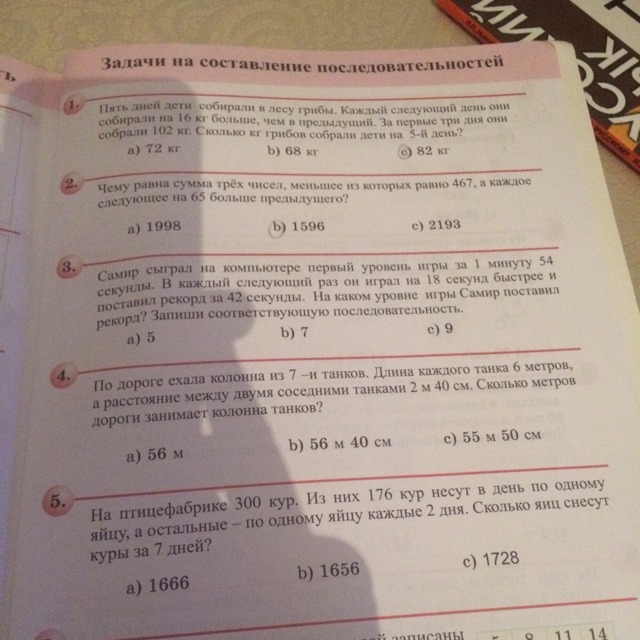 Задачи на составление последовательностей
1. Пять дней дети собирали в лесу грибы. Каждый следующий день они
собирали на 16 кг больше, чем в предыдущий. За первые три дня они
собрали 102 кг. Сколько кг грибов собрали дети на 5-й день?
a) 72 кг b) 68 кг c) 82 кг
2. Чему равна сумма трёх чисел, меньшее из которых равно 467, а каждое
следующее на 65 больше предыдущего?
a) 1998 b) 1596 c) 2193
3. Самир сыграл на компьютере первый уровень игры за 1 минуту 54
секунды. В каждый следующий раз он играл на 18 секунд быстрее и
поставил рекорд за 42 секунды. На каком уровне игры Самир поставил
рекорд? Запиши соответствующую последовательность.
a) 5 b) 7 c) 9
4. По дороге ехала колонна из 7 –и танков. Длина каждого танка 6 метров,
а расстояние между двумя соседними танками 2 м 40 см. Сколько метров
дороги занимает колонна танков?
a) 56 м b) 56 м 40 см c) 55 м 50 см
5. На птицефабрике 300 кур. Из них 176 кур несут в день по одному
яйцу, а остальные – по одному яйцу каждые 2 дня. Сколько яиц снесут
куры за 7 дней?
a) 1666 b) 1656 c) 1728
записаны
8 11 14